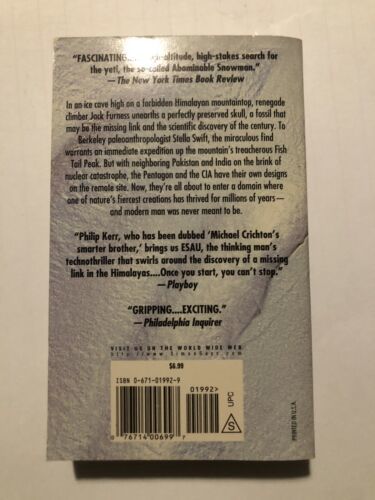 "FASCINATING.... high-altitude, high-stakes search for
the yeti, the so-called Abominable Snowman."
—The New York Times Book Review
In an ice cave high on a forbidden Himalayan mountaintop, renegade
climber Jack Furness unearths a perfectly preserved skull, a fossil that
may be the missing link and the scientific discovery of the century. To
Berkeley paleoanthropologist Stella Swift, the miraculous find
warrants an immediate expedition up the mountain's treacherous Fish
Tail Peak. But with neighboring Pakistan and India on the brink of
nuclear catastrophe, the Pentagon and the CIA have their own designs
on the remote site. Now, they're all about to enter a domain where
one of nature's fiercest creations has thrived for millions of years—
and modern man was never meant to be.
"Philip Kerr, who has been dubbed 'Michael Crichton's
smarter brother,' brings us ESAU, the thinking man's
technothriller that swirls around the discovery of a missing
link in the Himalayas....Once you start, you can't stop."
—Playboy
"GRIPPING....EXCITING."
—Philadelphia Inquirer
VISIT US ON THE WORLD WIDE WEB
http://www.SimonSays.com
$6.99
ISBN 0-671-01992-9
01992>
0 76714 00699 7
S
UPC
PRINTED IN U.S.A.